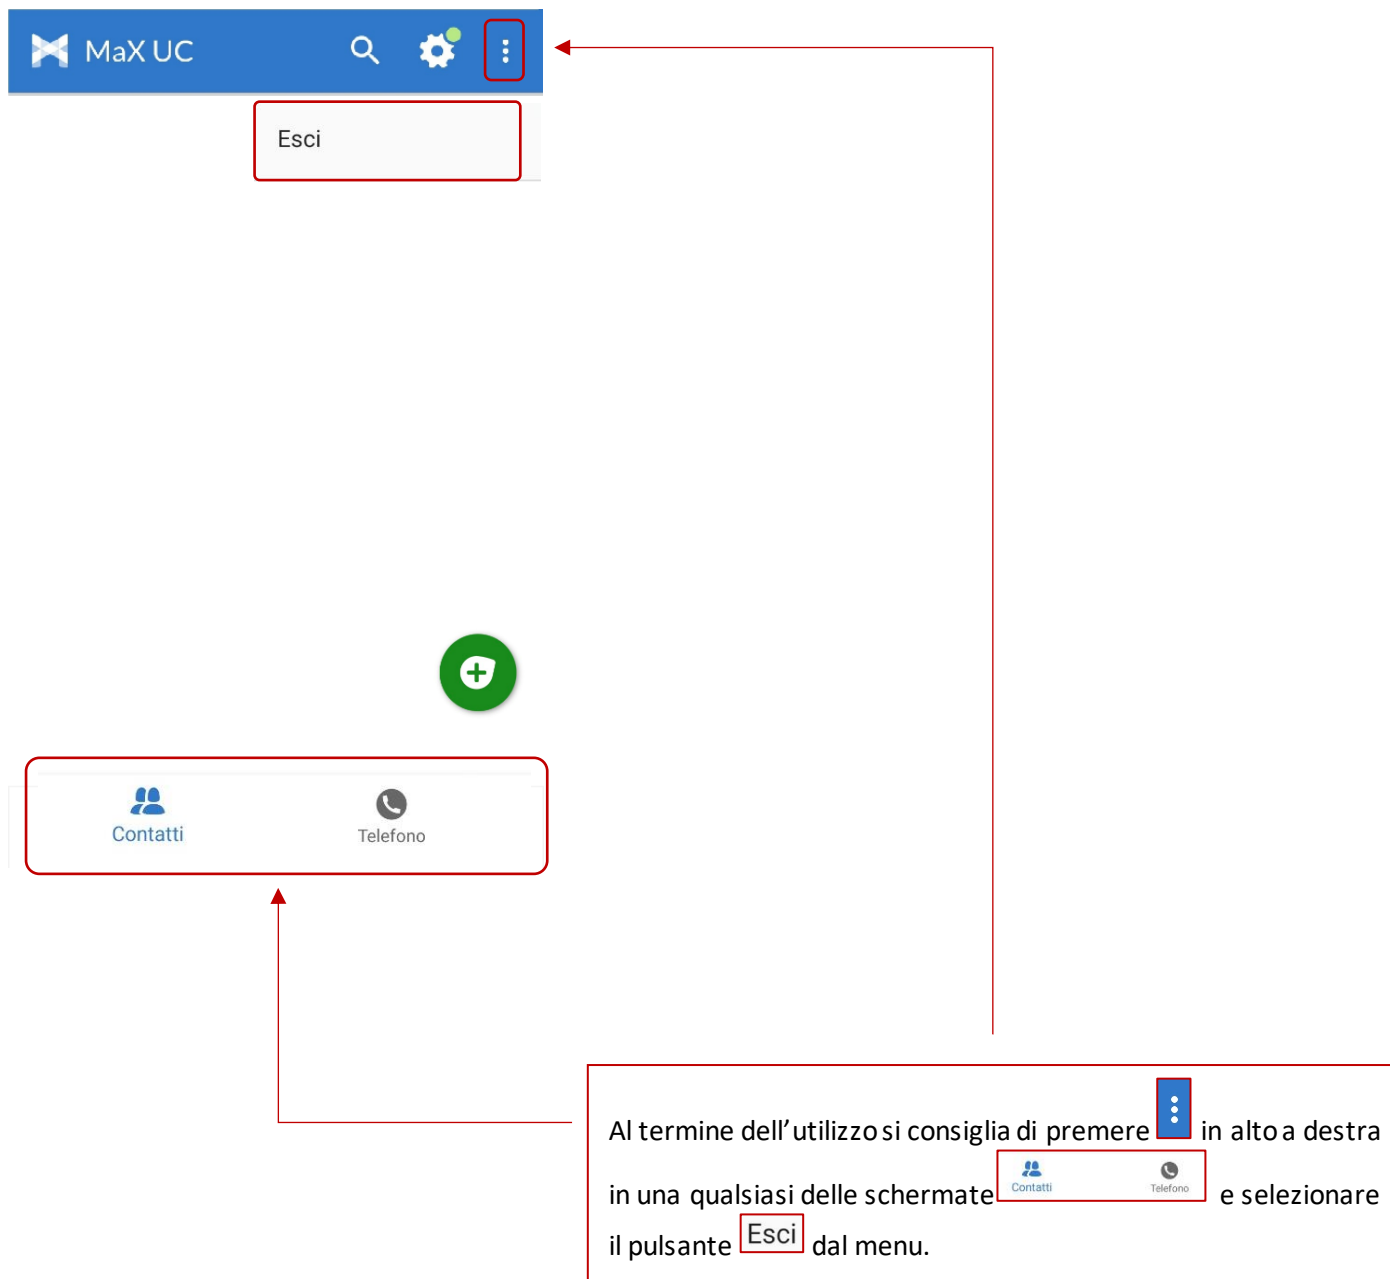 MaX UC
Esci
Contatti
Telefono
Al termine dell'utilizzo si consiglia di premere in alto a destra
in una qualsiasi delle schermate Contatti Telefono e selezionare
il pulsante Esci dal menu.